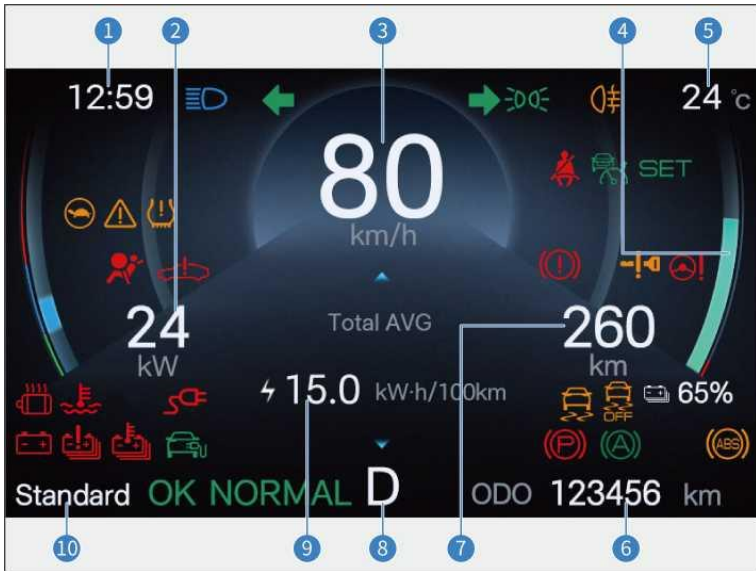 1 2 3 4 5
12:59 24 °C
80
km/h
SET
Total AVG
24
kW
260
km
15.0 kW·h/100km
OFF
65%
P A ABS
Standard OK NORMAL D ODO 123456 km
10 9 8 7 6